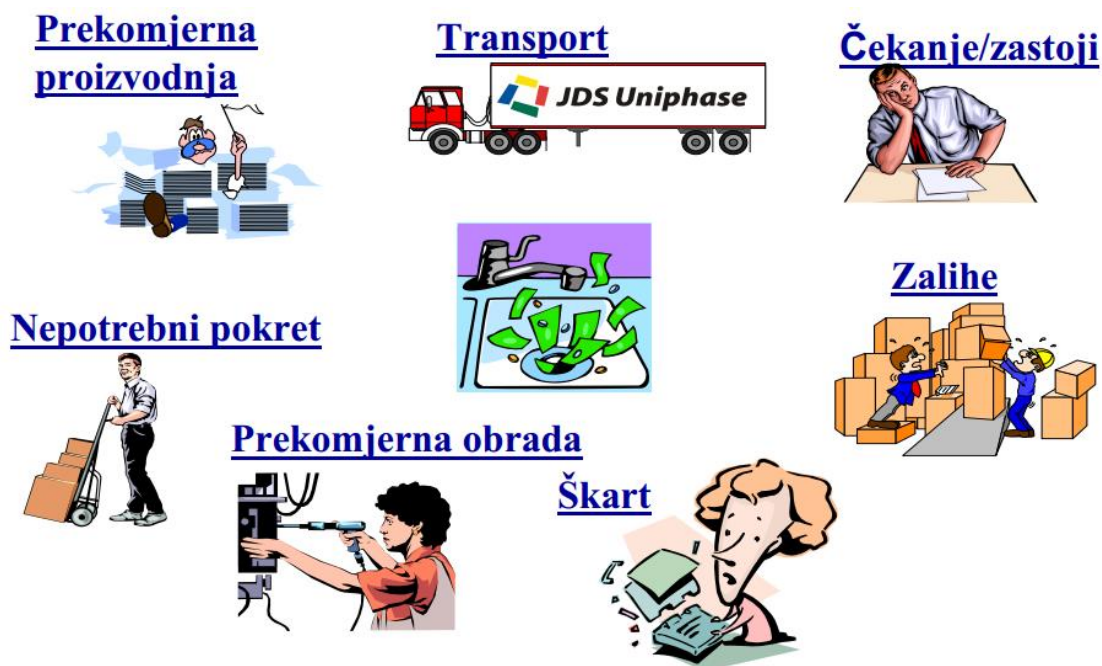 Prekomjerna
proizvodnja
Transport
JDS Uniphase
Čekanje/zastoji
Nepotrebni pokret
Zalihe
Prekomjerna obrada
Škart